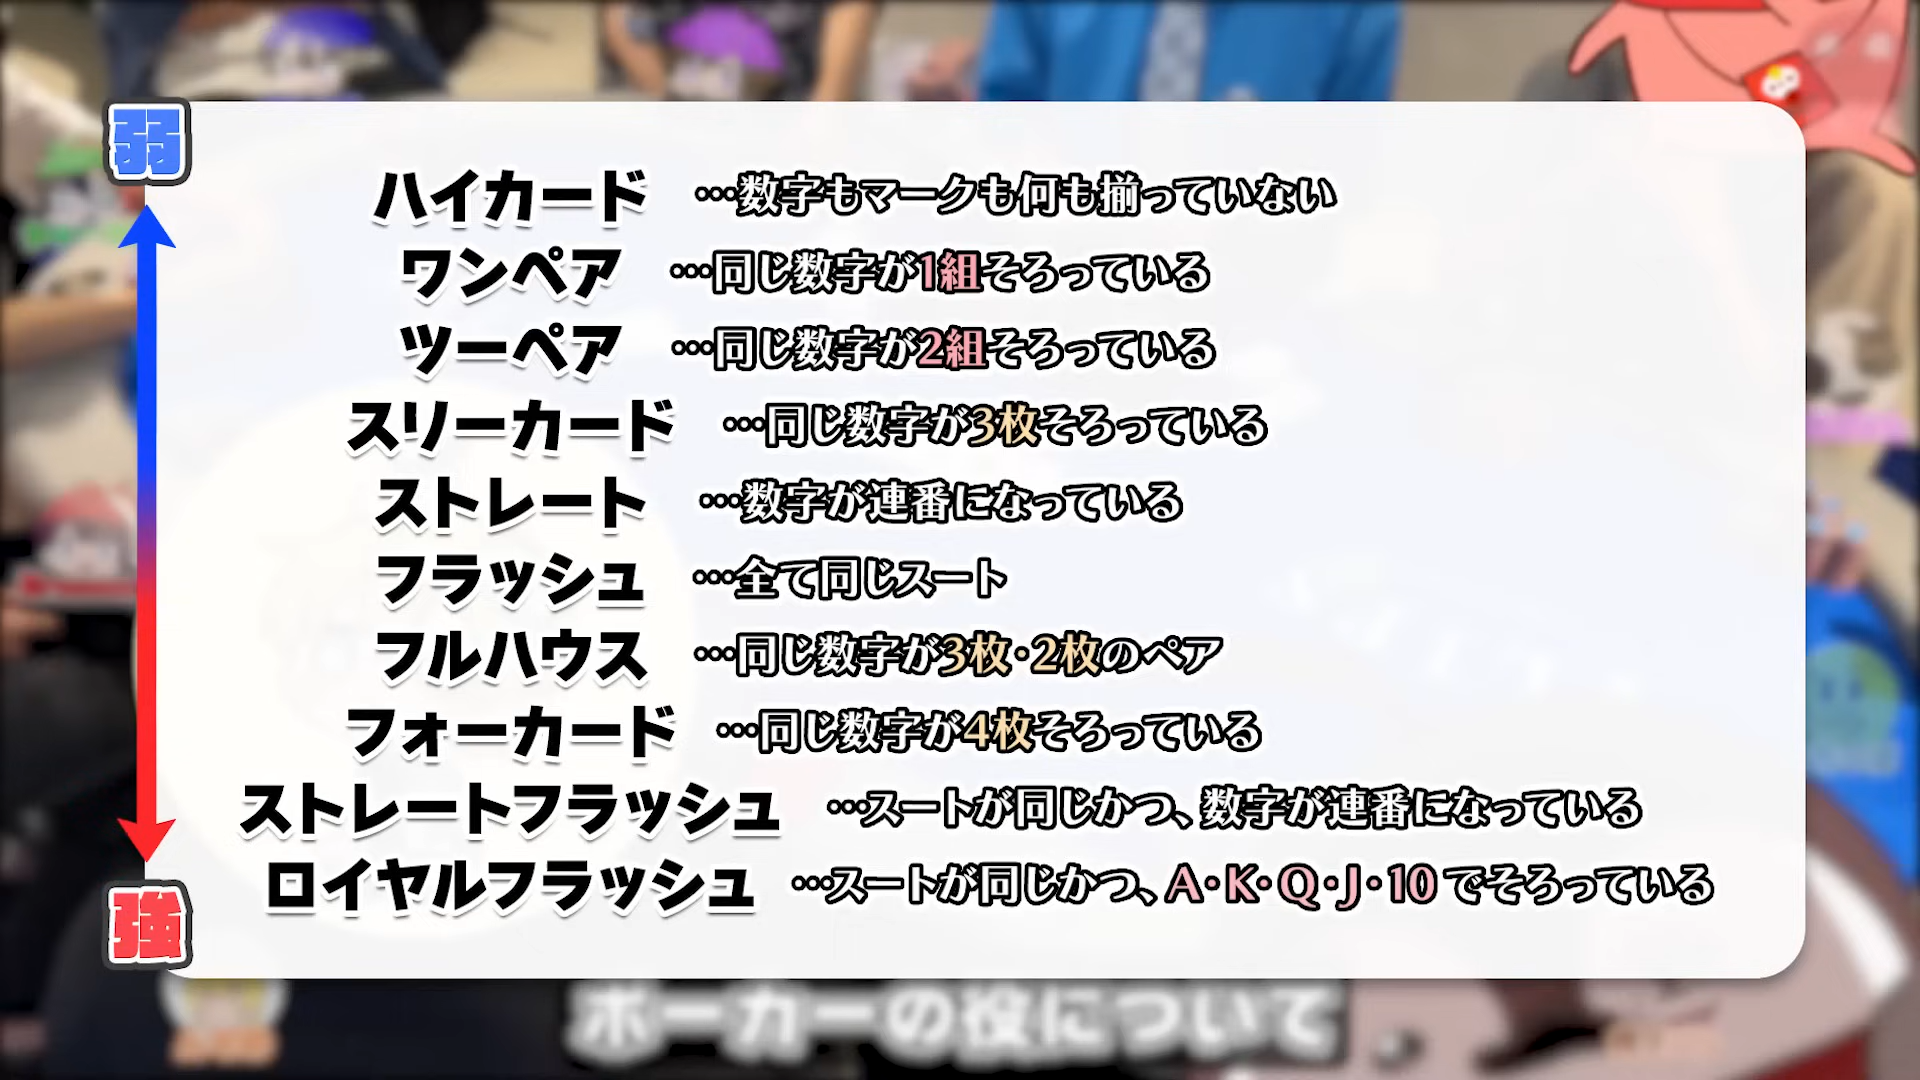 弱
ハイカード …数字もマークも何も揃っていない
ワンペア …同じ数字が1組そろっている
ツーペア …同じ数字が2組そろっている
スリーカード …同じ数字が3枚そろっている
ストレート …数字が連番になっている
フラッシュ …全て同じスート
フルハウス …同じ数字が3枚・2枚のペア
フォーカード …同じ数字が4枚そろっている
ストレートフラッシュ …スートが同じかつ、数字が連番になっている
ロイヤルフラッシュ …スートが同じかつ、A・K・Q・J・10でそろっている
強
ポーカーの役について